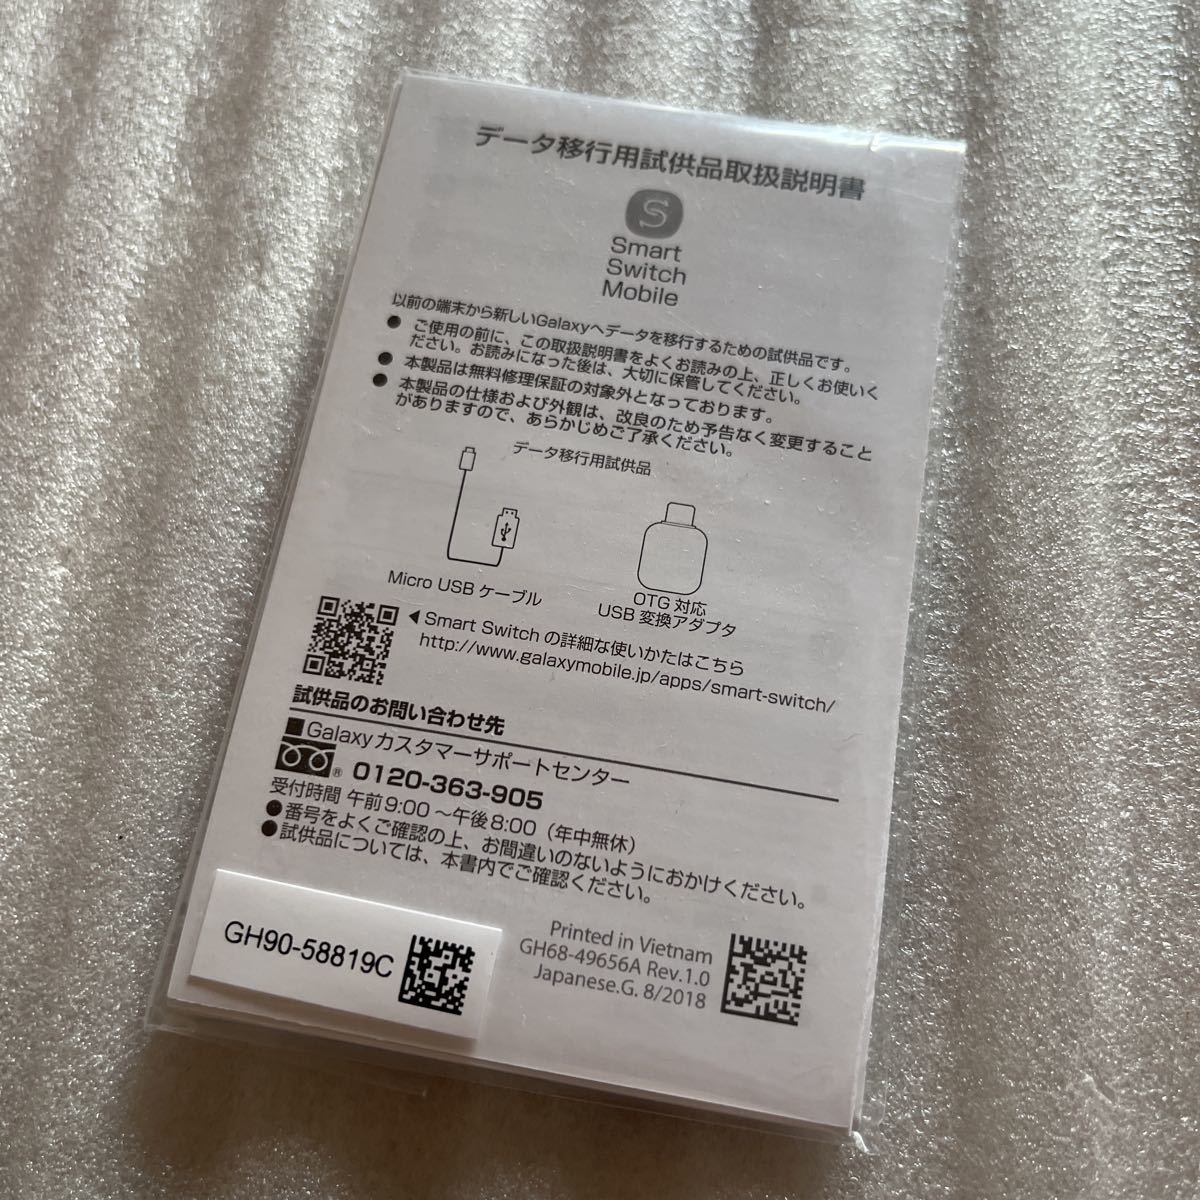 データ移行用試供品取扱説明書
S
Smart
Switch
Mobile
以前の端末から新しいGalaxyへデータを移行するための試供品です。
● ご使用の前に、この取扱説明書をよくお読みの上、正しくお使いく
ださい。お読みになった後は、大切に保管してください。
● 本製品は無料修理保証の対象外となっております。
● 本製品の仕様および外観は、改良のため予告なく変更すること
がありますので、あらかじめご了承ください。
データ移行用試供品
Micro USB ケーブル
OTG 対応
USB 変換アダプタ
◀ Smart Switch の詳細な使いかたはこちら
http://www.galaxymobile.jp/apps/smart-switch/
試供品のお問い合わせ先
■ Galaxy カスタマーサポートセンター
® 0120-363-905
受付時間 午前9:00 〜午後8:00（年中無休）
● 番号をよくご確認の上、お間違いのないようにおかけください。
● 試供品については、本書内でご確認ください。
GH90-58819C
Printed in Vietnam
GH68-49656A Rev.1.0
Japanese.G. 8/2018